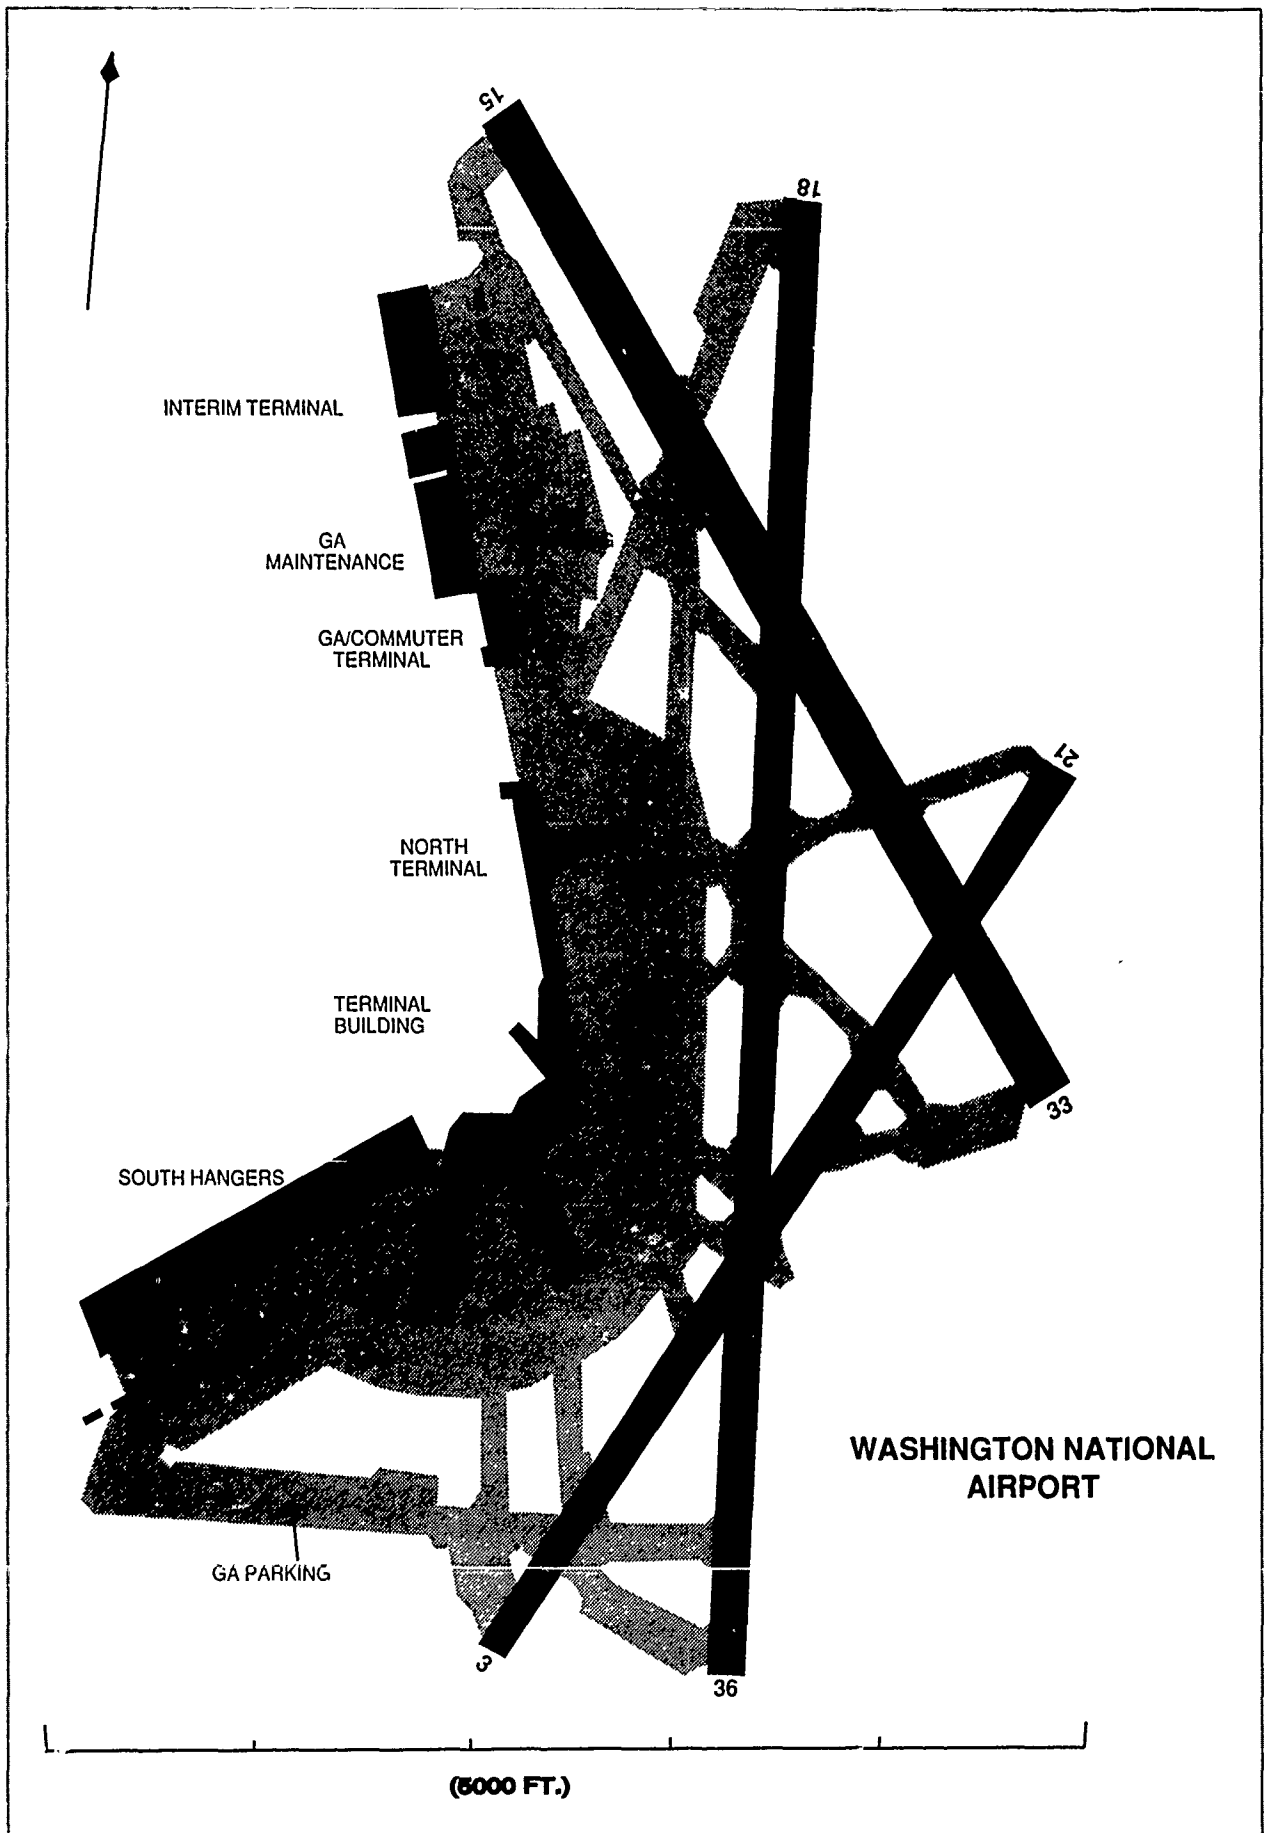 15
18
INTERIM TERMINAL
GA
MAINTENANCE
GA/COMMUTER
TERMINAL
21
NORTH
TERMINAL
TERMINAL
BUILDING
33
SOUTH HANGERS
WASHINGTON NATIONAL
AIRPORT
GA PARKING
3
36
(5000 FT.)